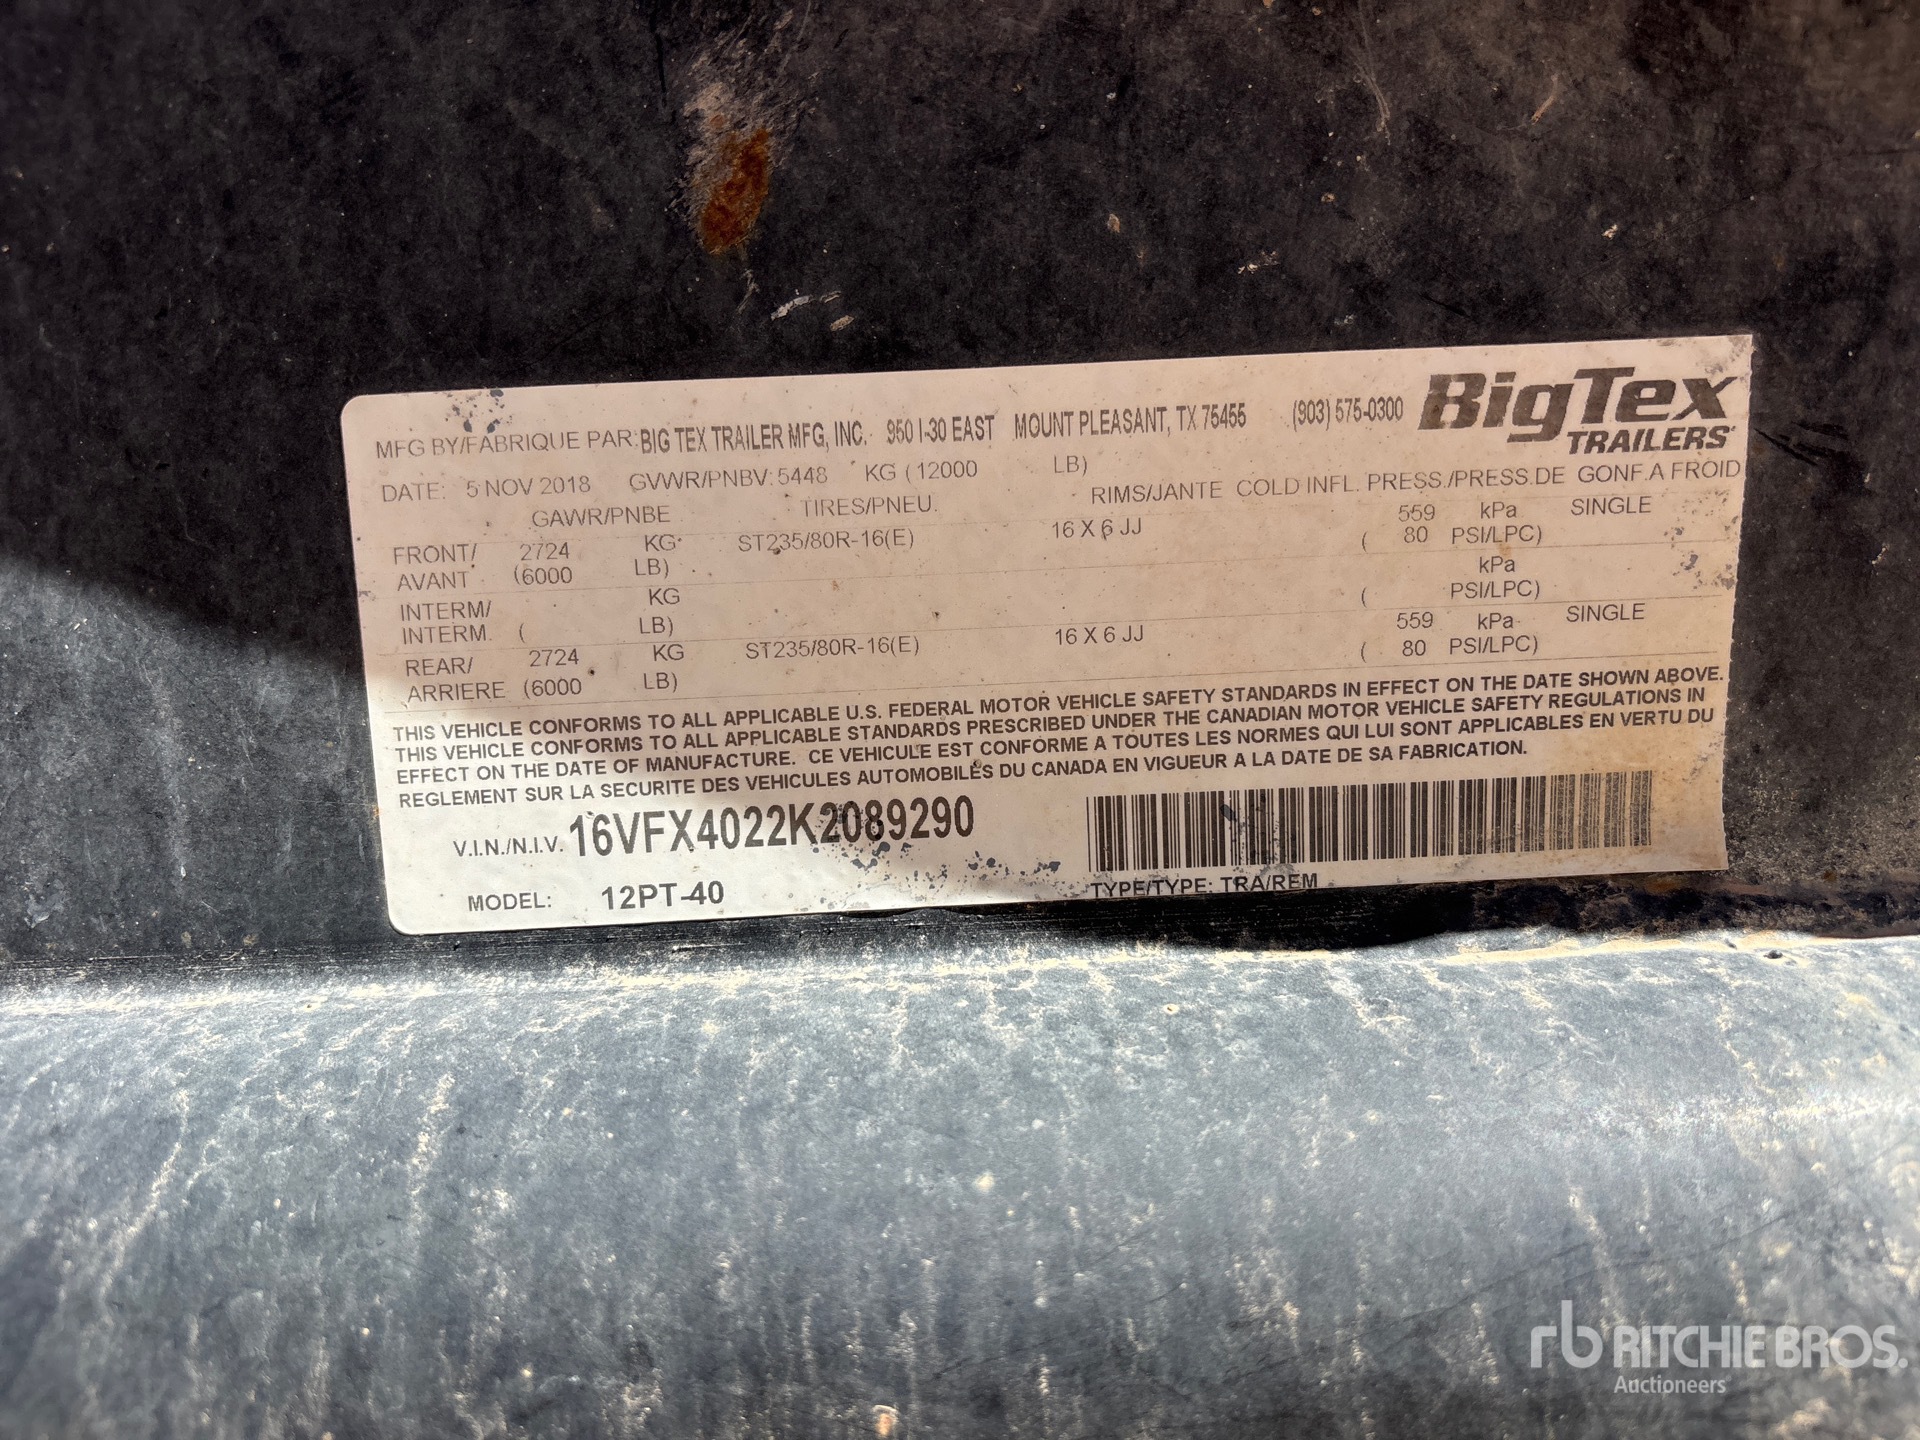 BigTex
TRAILERS
MFG BY/FABRIQUE PAR: BIG TEX TRAILER MFG, INC. 950 I-30 EAST MOUNT PLEASANT, TX 75455 (903) 575-0300
DATE: 5 NOV 2018 GVWR/PNBV: 5448 KG (12000 LB)
GAWR/PNBE TIRES/PNEU. RIMS/JANTE COLD INFL. PRESS./PRESS.DE GONF.A FROID
FRONT/ 2724 KG ST235/80R-16(E) 16 X 6 JJ 559 kPa SINGLE
AVANT (6000 LB) ( 80 PSI/LPC)
INTERM/ KG kPa
INTERM. ( LB) ( PSI/LPC)
REAR/ 2724 KG ST235/80R-16(E) 16 X 6 JJ 559 kPa SINGLE
ARRIERE (6000 LB) ( 80 PSI/LPC)
THIS VEHICLE CONFORMS TO ALL APPLICABLE U.S. FEDERAL MOTOR VEHICLE SAFETY STANDARDS IN EFFECT ON THE DATE SHOWN ABOVE.
THIS VEHICLE CONFORMS TO ALL APPLICABLE STANDARDS PRESCRIBED UNDER THE CANADIAN MOTOR VEHICLE SAFETY REGULATIONS IN
EFFECT ON THE DATE OF MANUFACTURE. CE VEHICULE EST CONFORME A TOUTES LES NORMES QUI LUI SONT APPLICABLES EN VERTU DU
REGLEMENT SUR LA SECURITE DES VEHICULES AUTOMOBILES DU CANADA EN VIGUEUR A LA DATE DE SA FABRICATION.
V.I.N./N.I.V. 16VFX4022K2089290
MODEL: 12PT-40 TYPE/TYPE: TRA/REM
rb RITCHIE BROS.
Auctioneers